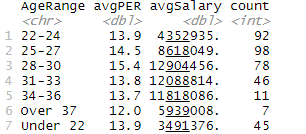 AgeRange avgPER avgSalary count
<chr> <dbl> <dbl> <int>
1 22-24 13.9 4352935. 92
2 25-27 14.5 8618049. 98
3 28-30 15.4 12904456. 78
4 31-33 13.8 12088814. 46
5 34-36 13.7 11818086. 11
6 Over 37 12.0 5939008. 7
7 Under 22 13.9 3491376. 45